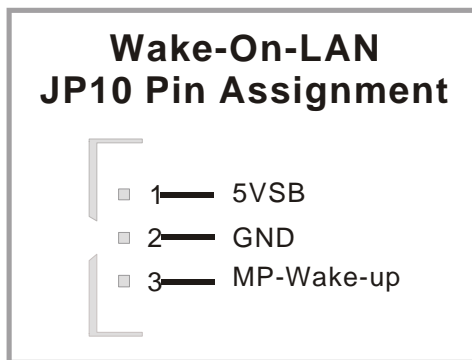 Wake-On-LAN
JP10 Pin Assignment
1 5VSB
2 GND
3 MP-Wake-up